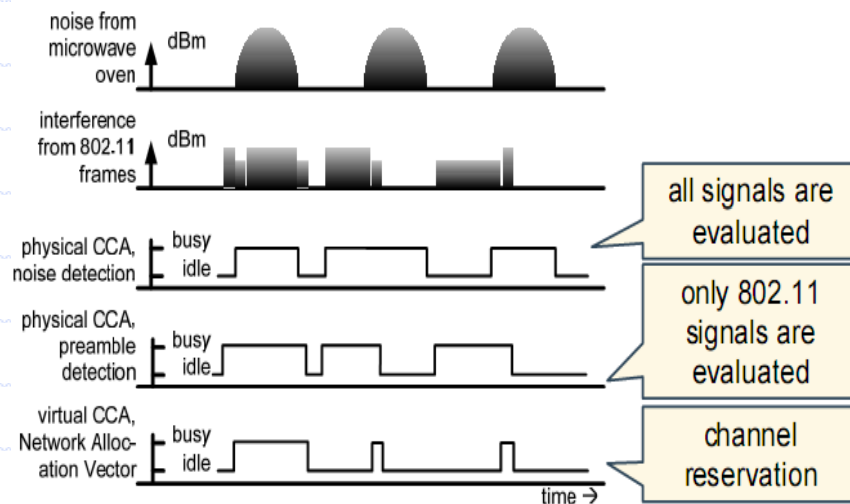 noise from
microwave
oven
dBm
interference
from 802.11
frames
dBm
all signals are
evaluated
physical CCA,
noise detection
busy
idle
only 802.11
signals are
evaluated
physical CCA,
preamble
detection
busy
idle
virtual CCA,
Network Alloc-
ation Vector
busy
idle
channel
reservation
time →